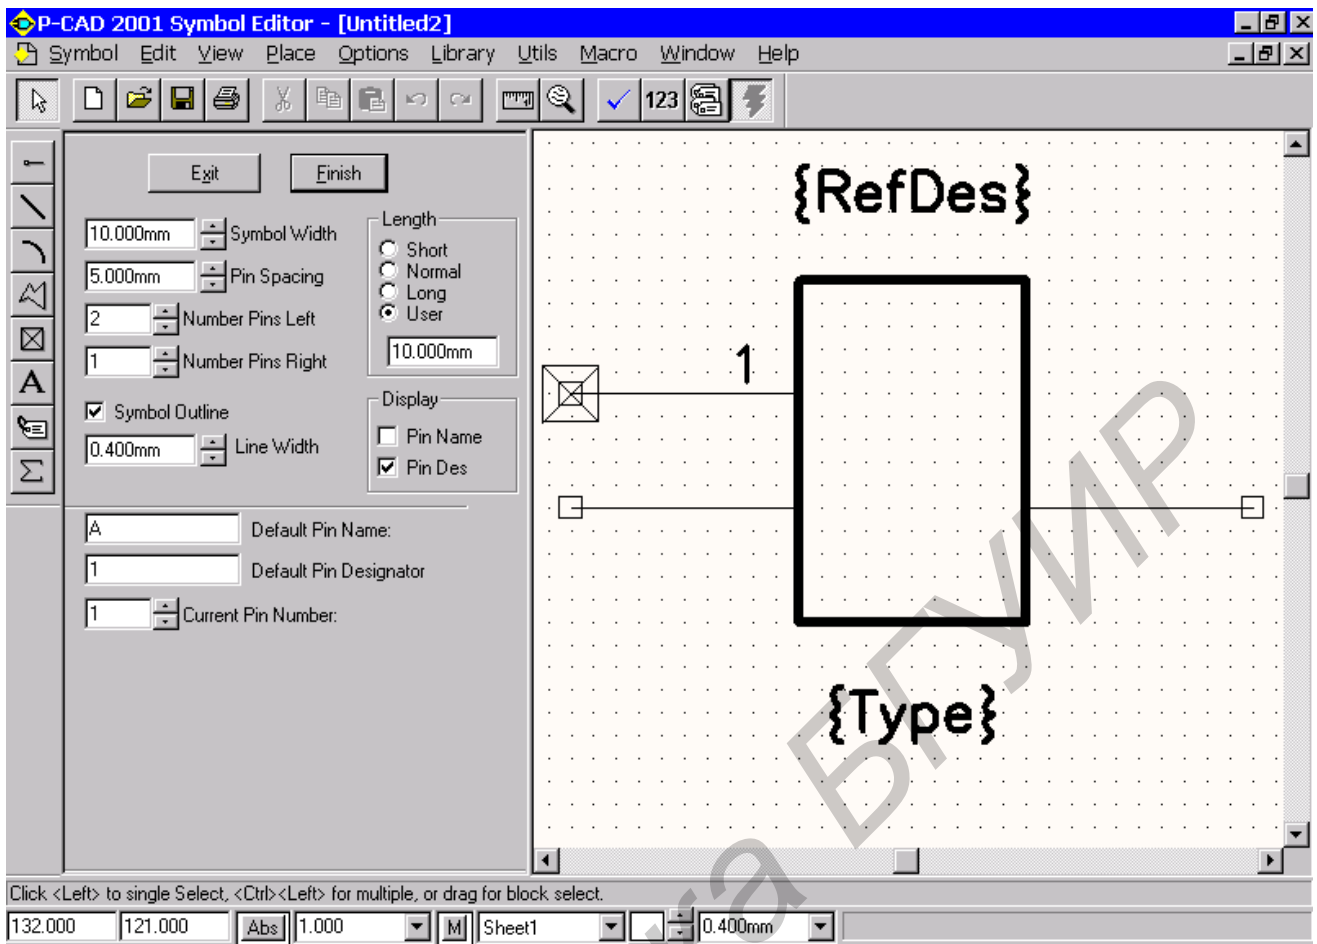 P-CAD 2001 Symbol Editor - [Untitled2]
Symbol Edit View Place Options Library Utils Macro Window Help
123
Exit Finish
10.000mm Symbol Width
5.000mm Pin Spacing
2 Number Pins Left
1 Number Pins Right
Symbol Outline
0.400mm Line Width
Length
Short
Normal
Long
User
10.000mm
Display
Pin Name
Pin Des
A Default Pin Name:
1 Default Pin Designator
1 Current Pin Number:
A
Σ
{RefDes}
1
{Type}
БГУИР
Click <Left> to single Select, <Ctrl><Left> for multiple, or drag for block select.
132.000 121.000 Abs 1.000 M Sheet1 0.400mm